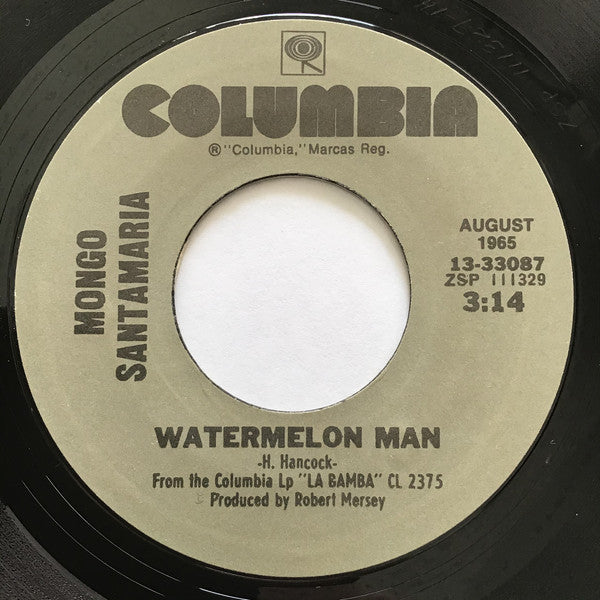 COLUMBIA
® "Columbia," Marcas Reg.
MONGO
SANTAMARIA
AUGUST
1965
13-33087
ZSP 111329
3:14
WATERMELON MAN
-H. Hancock-
From the Columbia Lp "LA BAMBA" CL 2375
Produced by Robert Mersey